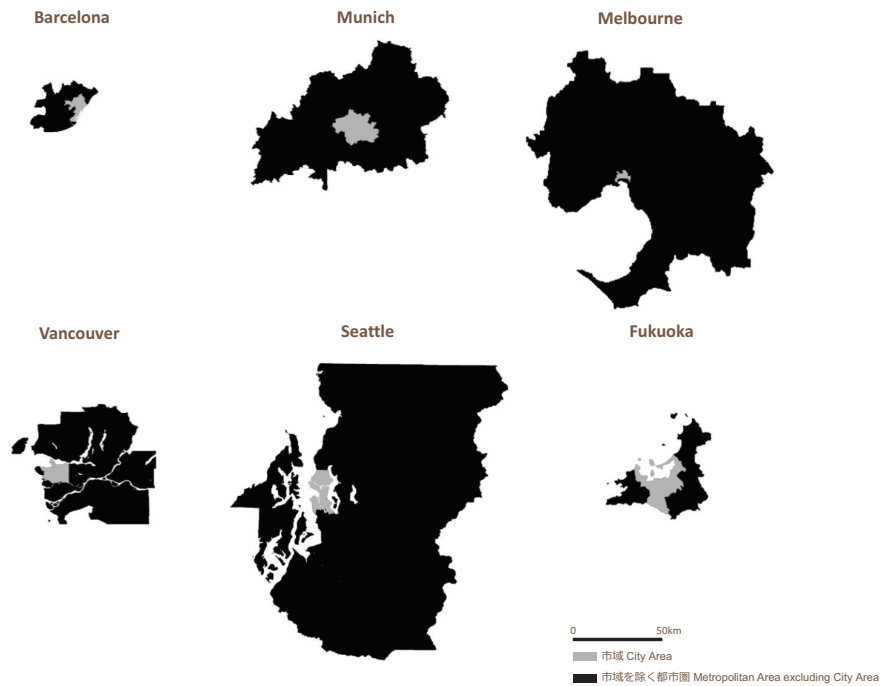 Barcelona
Munich
Melbourne
Vancouver
Seattle
Fukuoka
0 50km
市域 City Area
市域を除く都市圏 Metropolitan Area excluding City Area